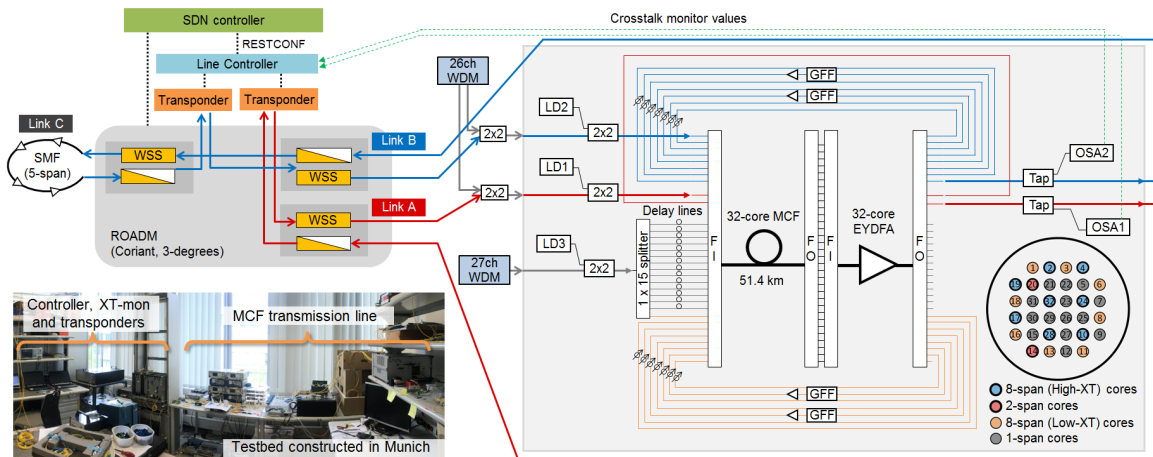 SDN controller
RESTCONF
Line Controller
Transponder
Transponder
Link C
SMF
(5-span)
WSS
WSS
WSS
Link B
Link A
ROADM
(Coriant, 3-degrees)
26ch
WDM
2x2
2x2
27ch
WDM
Crosstalk monitor values
LD2
2x2
LD1
2x2
LD3
2x2
1 x 15 splitter
Delay lines
GFF
GFF
FI
32-core MCF
51.4 km
FO
FI
32-core
EYDFA
FO
GFF
GFF
OSA2
Tap
Tap
OSA1
1 2 3 4
19 20 21 22 5 6
18 31 32 23 24 7
17 30 29 26 25 8
16 15 28 27 10 9
14 13 12 11
8-span (High-XT) cores
2-span cores
8-span (Low-XT) cores
1-span cores
Controller, XT-mon
and transponders
MCF transmission line
Testbed constructed in Munich